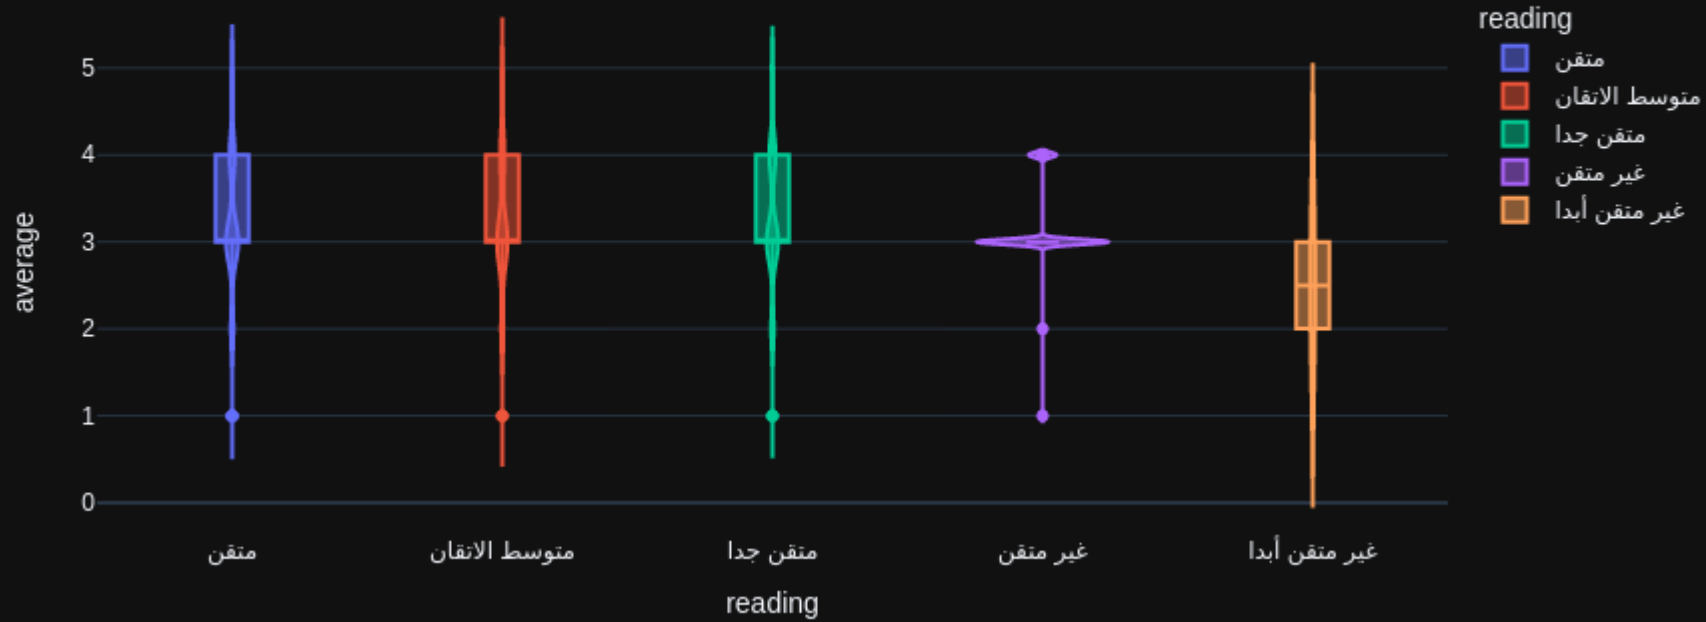 reading
متقن
متوسط الاتقان
متقن جدا
غير متقن
غير متقن أبدا
average
5
4
3
2
1
0
متقن
متوسط الاتقان
متقن جدا
غير متقن
غير متقن أبدا
reading